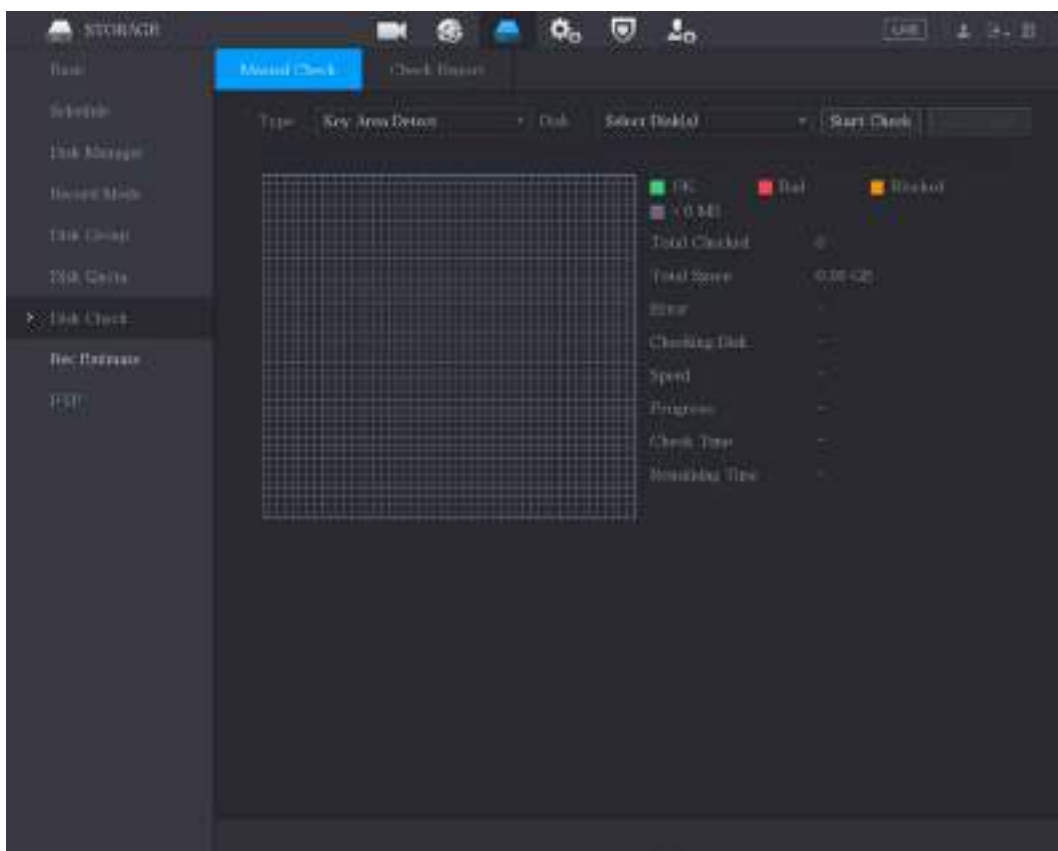 STORAGE
LIVE
Basic
Schedule
Disk Manager
Record Mode
Disk Group
Disk Quota
Disk Check
Rec Estimate
FTP
Manual Check
Check Report
Type Key Area Detect Disk Select Disk(s) Start Check
OK Bad Blocked
Total Checked 0
Total Space 0.00 GB
Error -
Checking Disk -
Speed -
Progress -
Check Time -
Remaining Time -